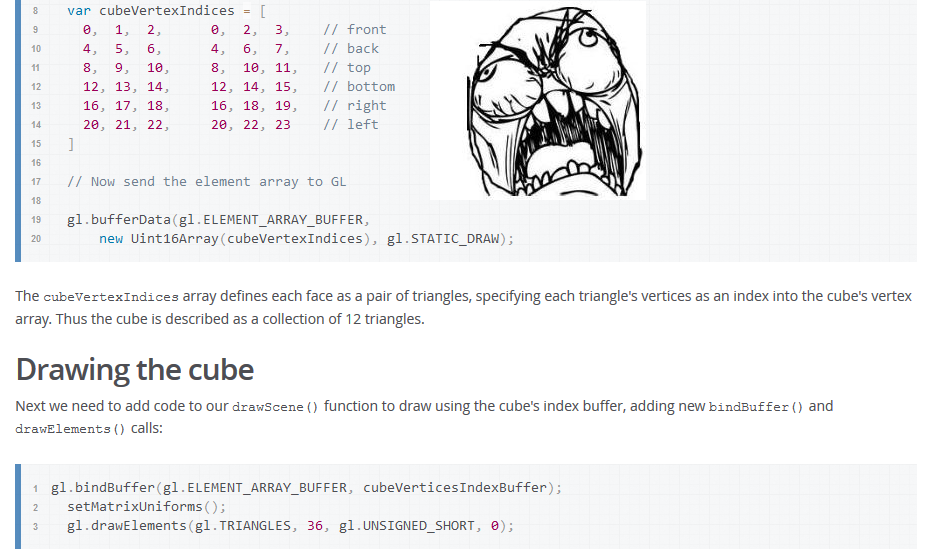 8 var cubeVertexIndices = [
9 0, 1, 2, 0, 2, 3, // front
10 4, 5, 6, 4, 6, 7, // back
11 8, 9, 10, 8, 10, 11, // top
12 12, 13, 14, 12, 14, 15, // bottom
13 16, 17, 18, 16, 18, 19, // right
14 20, 21, 22, 20, 22, 23 // left
15 ]
16
17 // Now send the element array to GL
18
19 gl.bufferData(gl.ELEMENT_ARRAY_BUFFER,
20 new Uint16Array(cubeVertexIndices), gl.STATIC_DRAW);
The cubeVertexIndices array defines each face as a pair of triangles, specifying each triangle's vertices as an index into the cube's vertex
array. Thus the cube is described as a collection of 12 triangles.
Drawing the cube
Next we need to add code to our drawScene() function to draw using the cube's index buffer, adding new bindBuffer() and
drawElements() calls:
1 gl.bindBuffer(gl.ELEMENT_ARRAY_BUFFER, cubeVerticesIndexBuffer);
2 setMatrixUniforms();
3 gl.drawElements(gl.TRIANGLES, 36, gl.UNSIGNED_SHORT, 0);